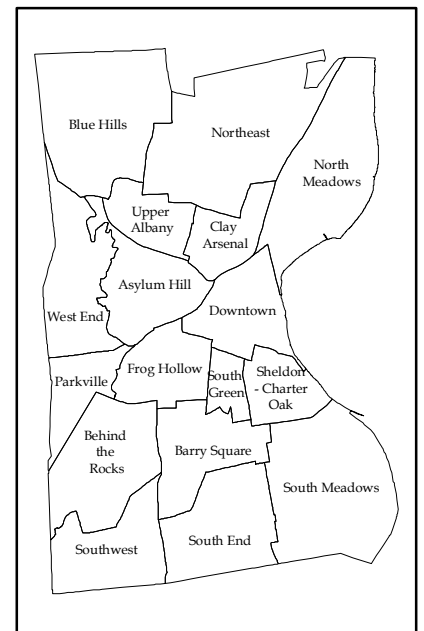 Blue Hills
Northeast
North
Meadows
Upper
Albany
Clay
Arsenal
Asylum Hill
West End
Downtown
Parkville
Frog Hollow
South
Green
Sheldon
- Charter
Oak
Behind
the
Rocks
Barry Square
South Meadows
Southwest
South End